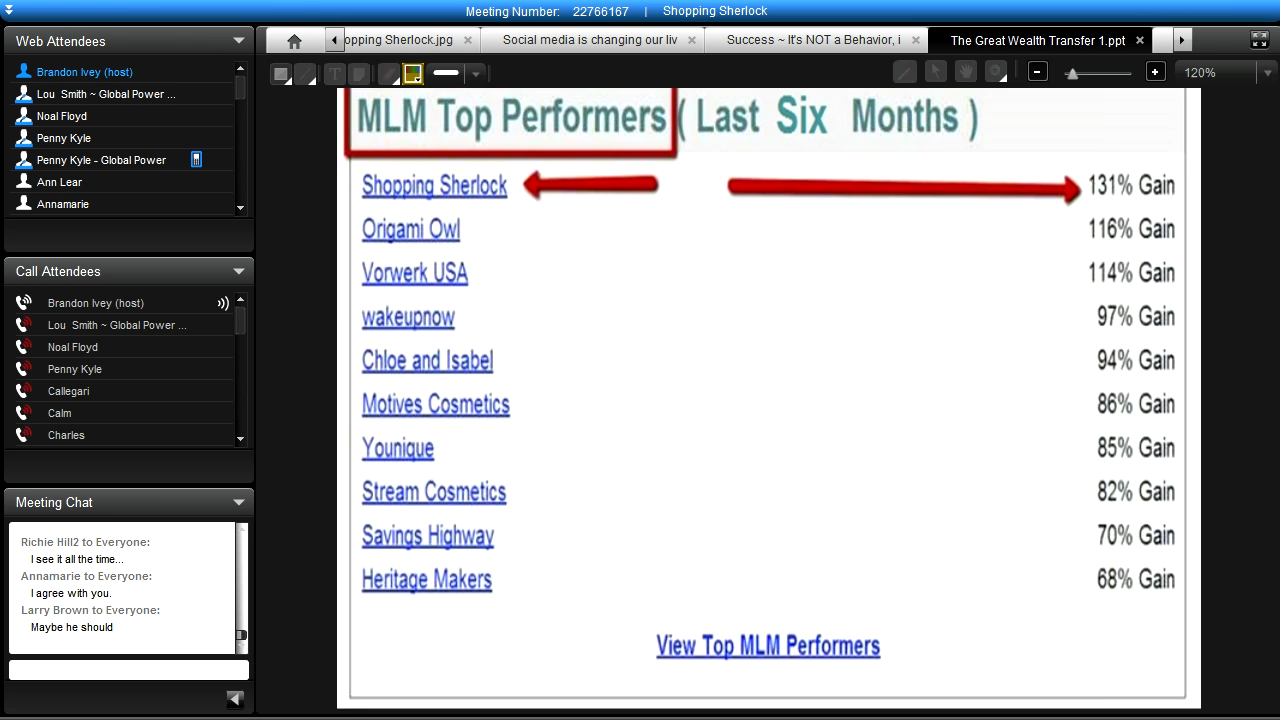 Meeting Number: 22766167 | Shopping Sherlock
Web Attendees
Brandon Ivey (host)
Lou Smith ~ Global Power ...
Noal Floyd
Penny Kyle
Penny Kyle - Global Power
Ann Lear
Annamarie
Call Attendees
Brandon Ivey (host)
Lou Smith ~ Global Power ...
Noal Floyd
Penny Kyle
Callegari
Calm
Charles
Meeting Chat
Richie Hill2 to Everyone:
I see it all the time...
Annamarie to Everyone:
I agree with you.
Larry Brown to Everyone:
Maybe he should
opping Sherlock.jpg
Social media is changing our liv
Success ~ It's NOT a Behavior, i
The Great Wealth Transfer 1.ppt
T
120%
MLM Top Performers ( Last Six Months )
Shopping Sherlock 131% Gain
Origami Owl 116% Gain
Vorwerk USA 114% Gain
wakeupnow 97% Gain
Chloe and Isabel 94% Gain
Motives Cosmetics 86% Gain
Younique 85% Gain
Stream Cosmetics 82% Gain
Savings Highway 70% Gain
Heritage Makers 68% Gain
View Top MLM Performers